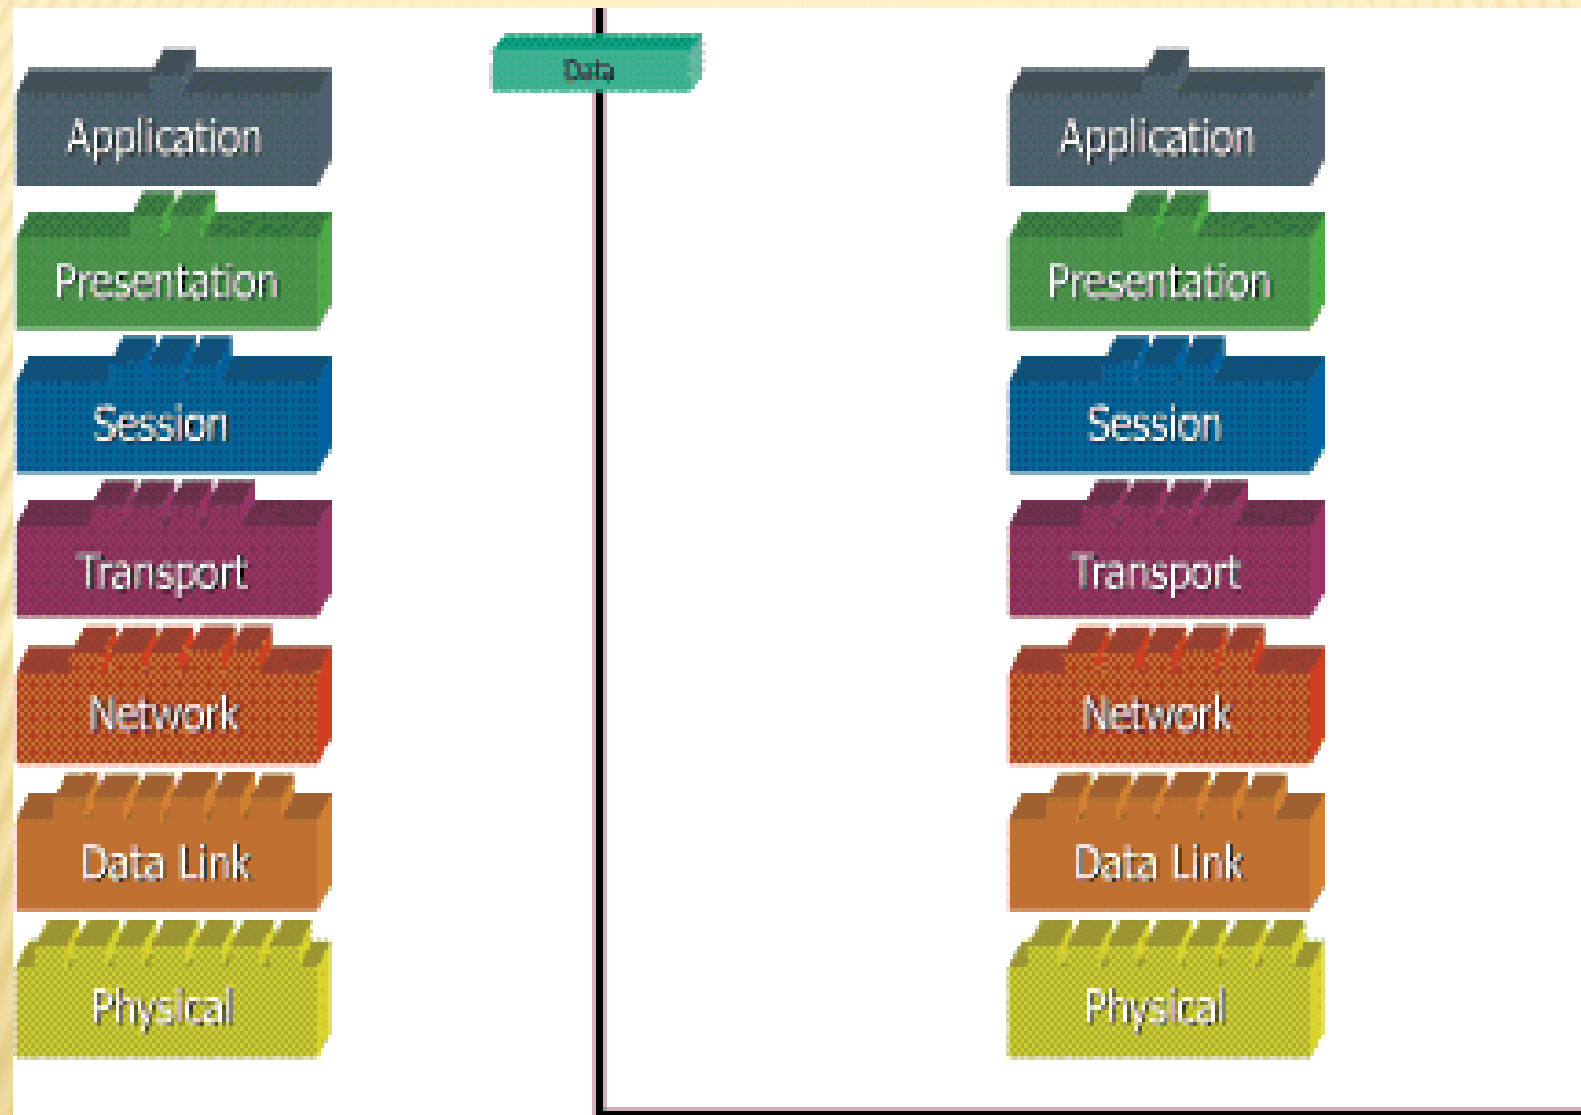 Data
Application
Presentation
Session
Transport
Network
Data Link
Physical
Application
Presentation
Session
Transport
Network
Data Link
Physical